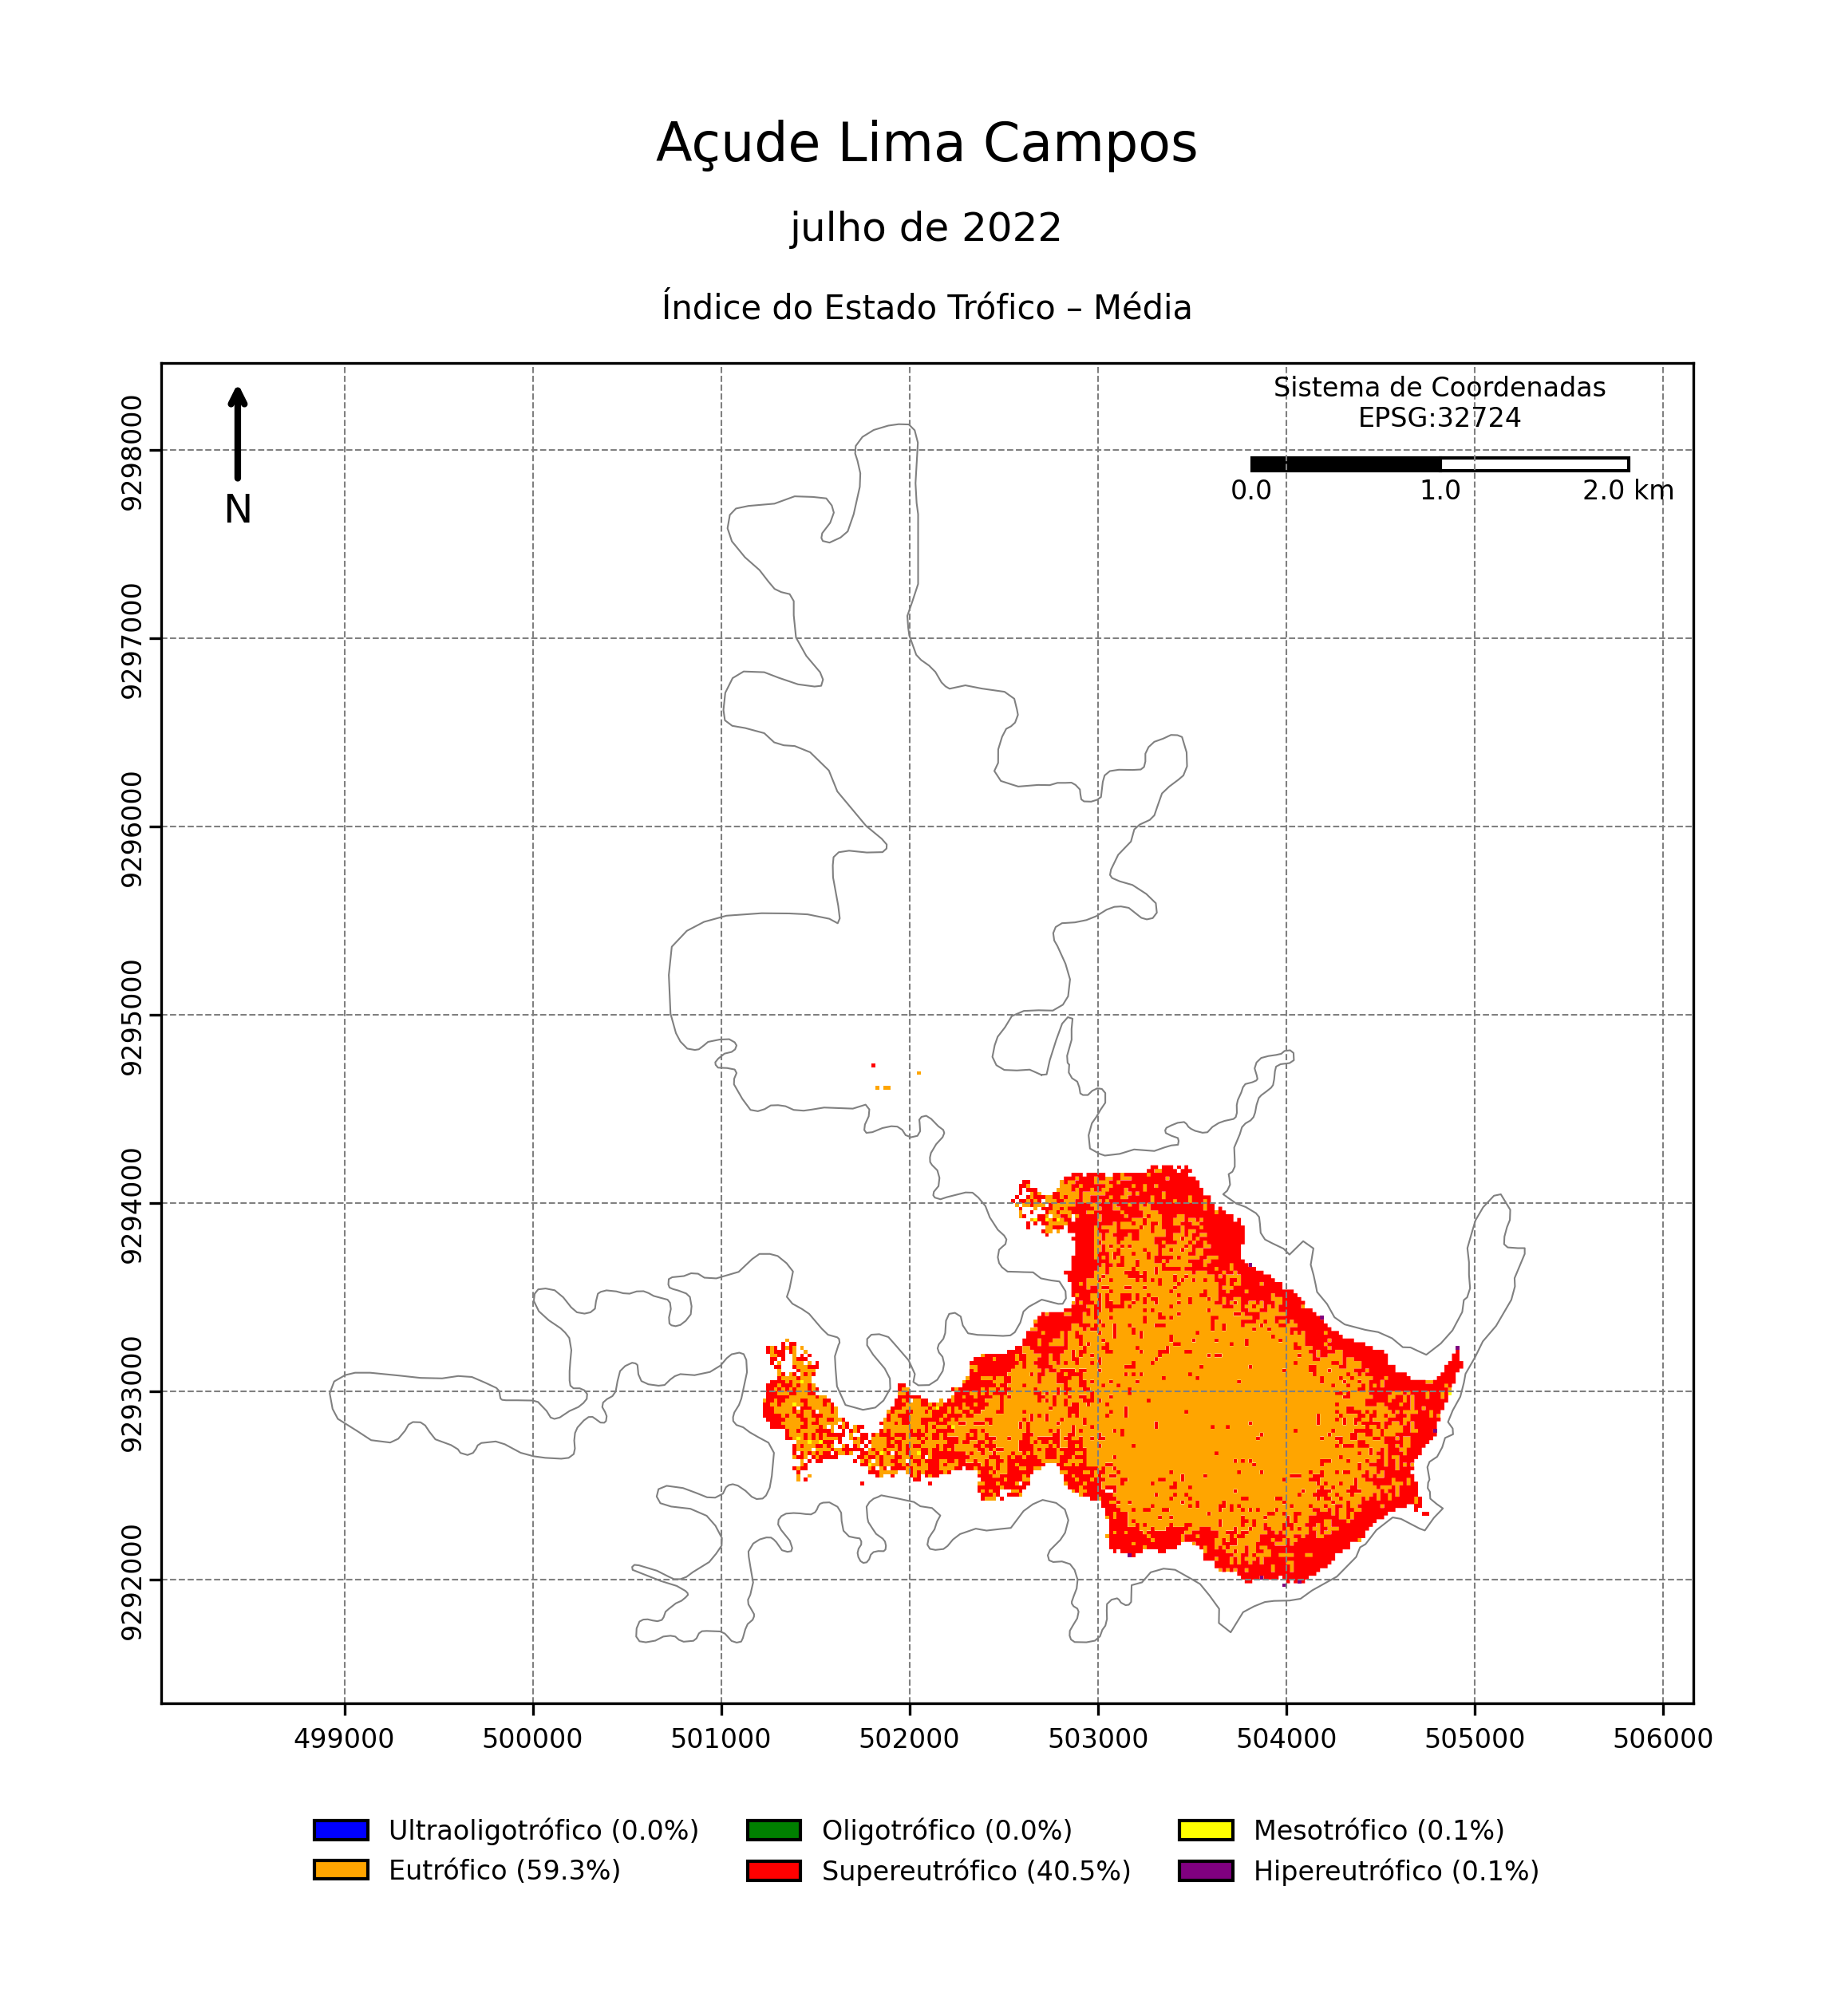 Açude Lima Campos
julho de 2022
Índice do Estado Trófico – Média
Sistema de Coordenadas
EPSG:32724
0.0 1.0 2.0 km
N
9298000
9297000
9296000
9295000
9294000
9293000
9292000
499000 500000 501000 502000 503000 504000 505000 506000
Ultraoligotrófico (0.0%) Oligotrófico (0.0%) Mesotrófico (0.1%)
Eutrófico (59.3%) Supereutrófico (40.5%) Hipereutrófico (0.1%)